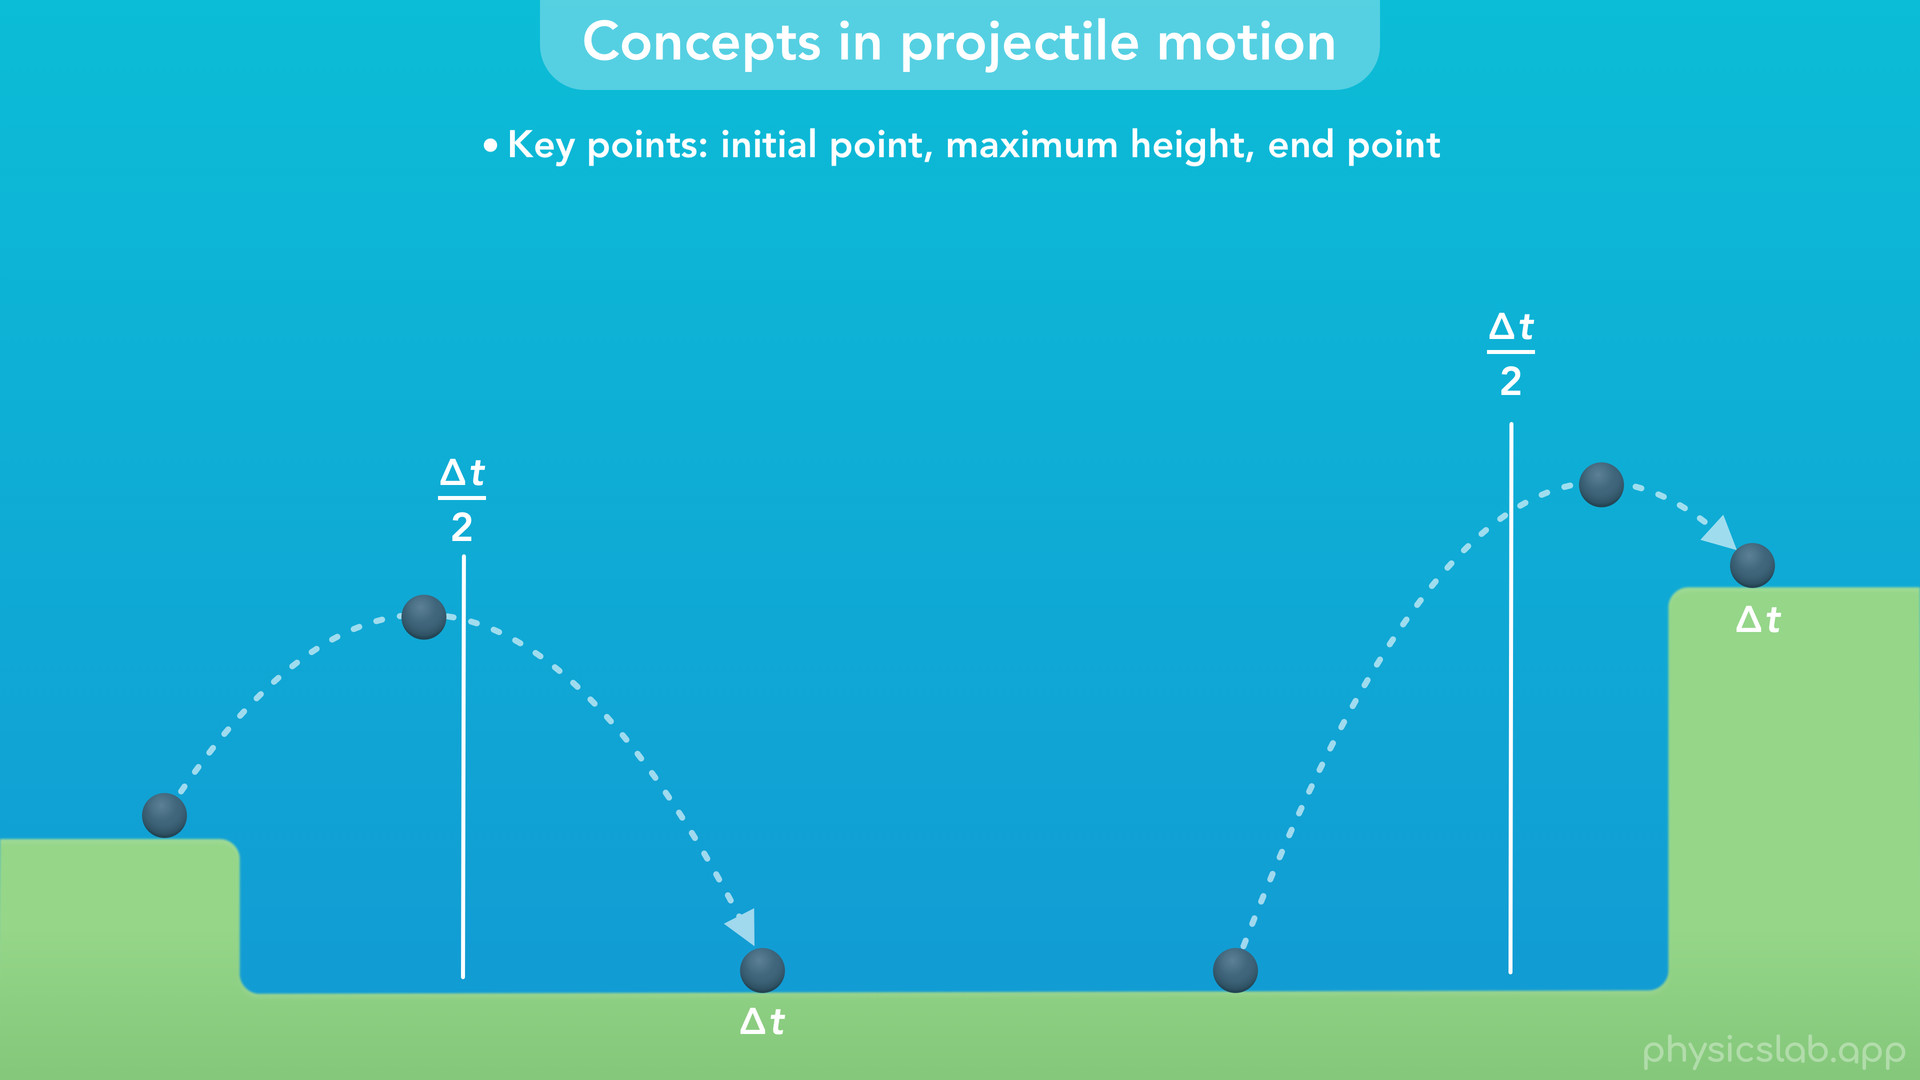 Concepts in projectile motion
• Key points: initial point, maximum height, end point
Δt
2
Δt
2
Δt
Δt
physicslab.app